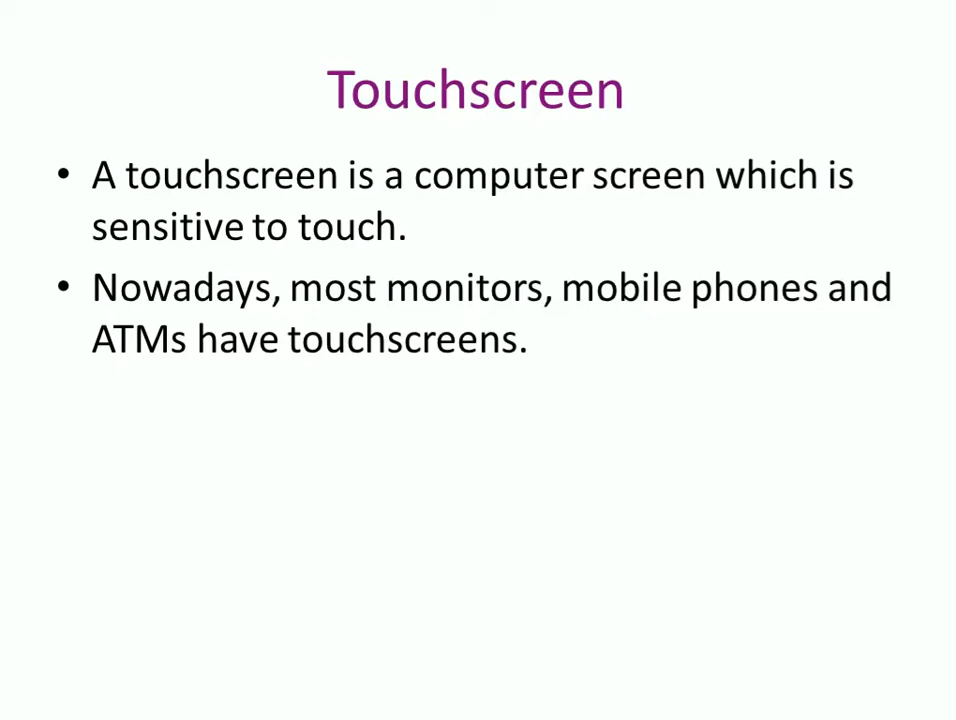 Touchscreen
• A touchscreen is a computer screen which is
sensitive to touch.
• Nowadays, most monitors, mobile phones and
ATMs have touchscreens.